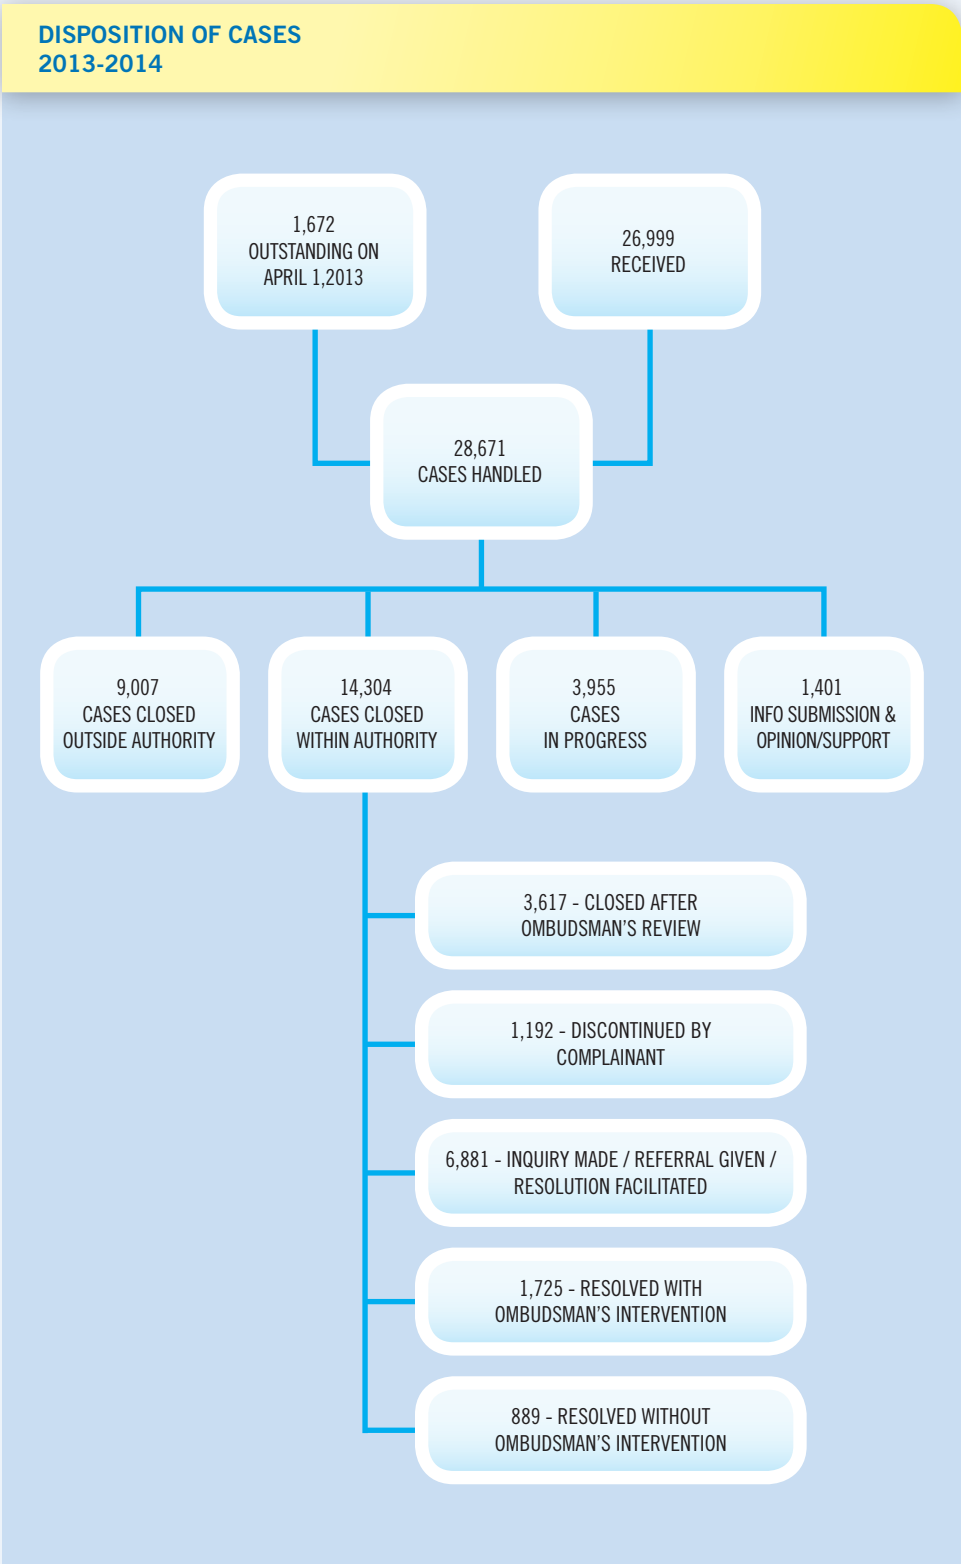 DISPOSITION OF CASES
2013-2014
1,672
OUTSTANDING ON
APRIL 1,2013
26,999
RECEIVED
28,671
CASES HANDLED
9,007
CASES CLOSED
OUTSIDE AUTHORITY
14,304
CASES CLOSED
WITHIN AUTHORITY
3,955
CASES
IN PROGRESS
1,401
INFO SUBMISSION &
OPINION/SUPPORT
3,617 - CLOSED AFTER
OMBUDSMAN’S REVIEW
1,192 - DISCONTINUED BY
COMPLAINANT
6,881 - INQUIRY MADE / REFERRAL GIVEN /
RESOLUTION FACILITATED
1,725 - RESOLVED WITH
OMBUDSMAN’S INTERVENTION
889 - RESOLVED WITHOUT
OMBUDSMAN’S INTERVENTION